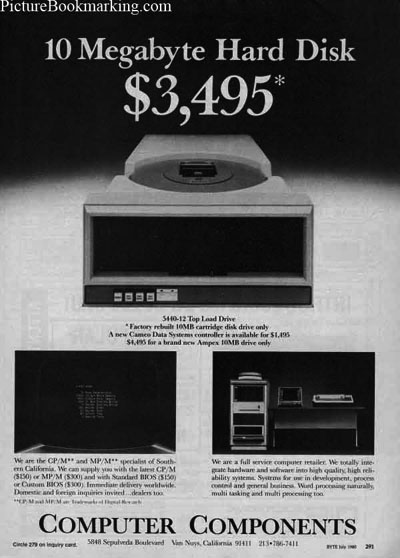 PictureBookmarking.com
10 Megabyte Hard Disk
$3,495*
5440-12 Top Load Drive
* Factory rebuilt 10MB cartridge disk drive only
A new Cameo Data Systems controller is available for $1,495
$4,495 for a brand new Ampex 10MB drive only
We are the CP/M** and MP/M** specialist of South-
ern California. We can supply you with the latest CP/M
($150) or MP/M ($300) and with Standard BIOS ($150)
or Custom BIOS ($300). Immediate delivery worldwide.
Domestic and foreign inquiries invited ...dealers too.
**CP/M and MP/M are Trademarks of Digital Research
We are a full service computer retailer. We totally inte-
grate hardware and software into high quality, high reli-
ability systems. Systems for use in development, process
control and general business. Word processing naturally,
multi tasking and multi processing too.
COMPUTER COMPONENTS
5848 Sepulveda Boulevard Van Nuys, California 91411 213•786-7411
Circle 279 on inquiry card.
BYTE July 1980 293